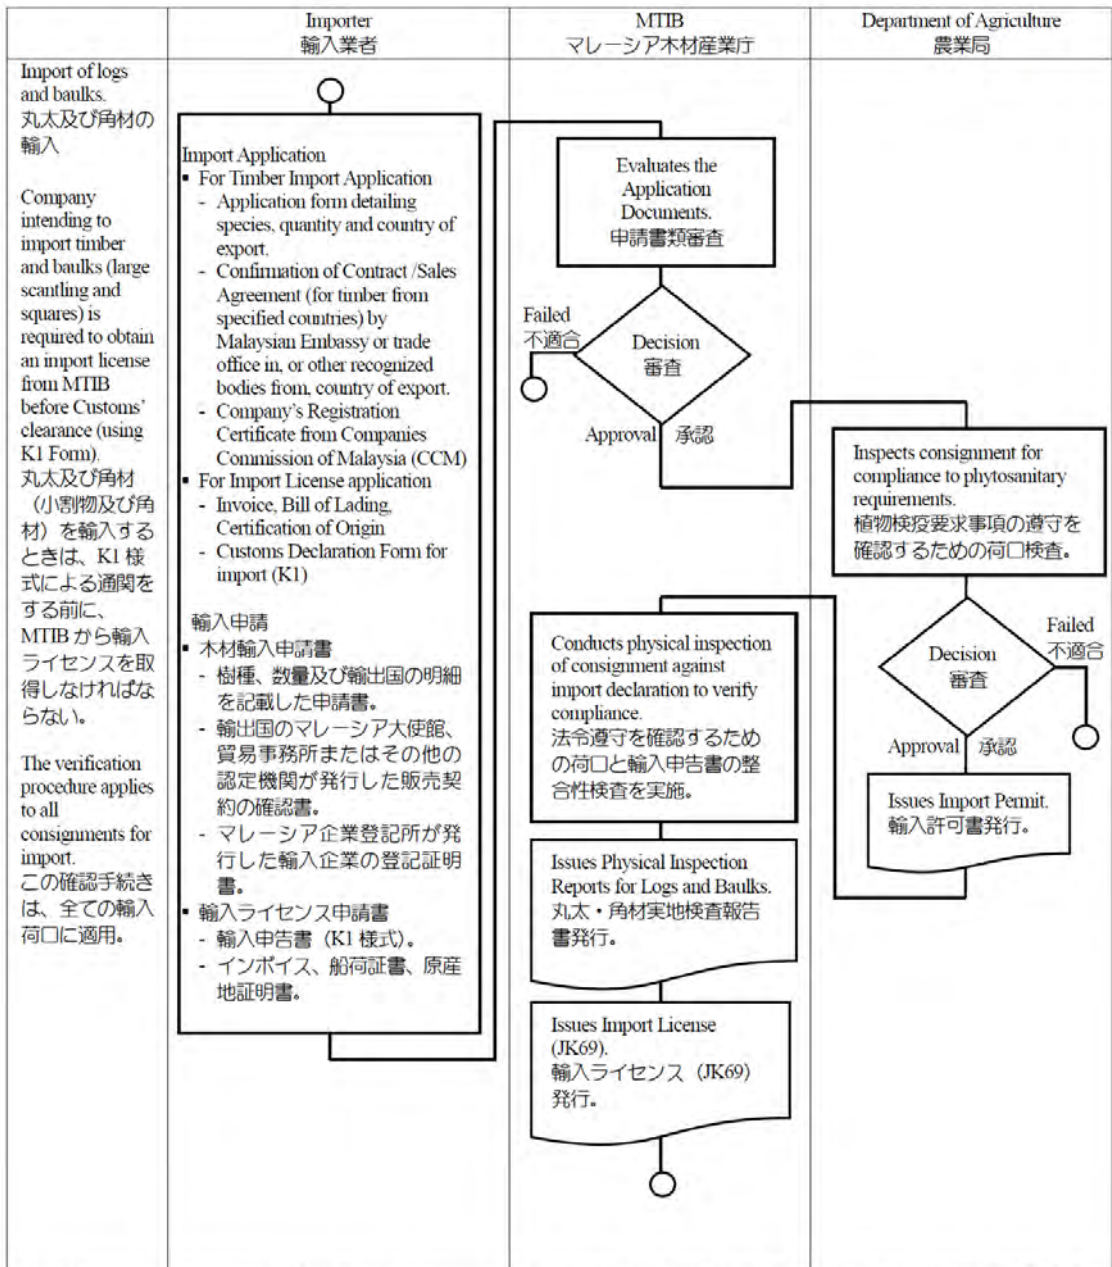 Importer
輸入業者
MTIB
マレーシア木材産業庁
Department of Agriculture
農業局
Import of logs
and baulks.
丸太及び角材の
輸入
Company
intending to
import timber
and baulks (large
scantling and
squares) is
required to obtain
an import license
from MTIB
before Customs’
clearance (using
K1 Form).
丸太及び角材
（小割物及び角
材）を輸入する
ときは、K1 様
式による通関を
する前に、
MTIB から輸入
ライセンスを取
得しなければな
らない。
The verification
procedure applies
to all
consignments for
import.
この確認手続き
は、全ての輸入
荷口に適用。
Import Application
▪ For Timber Import Application
- Application form detailing
species, quantity and country of
export.
- Confirmation of Contract /Sales
Agreement (for timber from
specified countries) by
Malaysian Embassy or trade
office in, or other recognized
bodies from, country of export.
- Company’s Registration
Certificate from Companies
Commission of Malaysia (CCM)
▪ For Import License application
- Invoice, Bill of Lading,
Certification of Origin
- Customs Declaration Form for
import (K1)
輸入申請
▪ 木材輸入申請書
- 樹種、数量及び輸出国の明細
を記載した申請書。
- 輸出国のマレーシア大使館、
貿易事務所またはその他の
認定機関が発行した販売契
約の確認書。
- マレーシア企業登記所が発
行した輸入企業の登記証明
書。
▪ 輸入ライセンス申請書
- 輸入申告書（K1 様式）。
- インボイス、船荷証書、原産
地証明書。
Evaluates the
Application
Documents.
申請書類審査
Failed
不適合
Decision
審査
Approval 承認
Inspects consignment for
compliance to phytosanitary
requirements.
植物検疫要求事項の遵守を
確認するための荷口検査。
Failed
不適合
Decision
審査
Approval 承認
Issues Import Permit.
輸入許可書発行。
Conducts physical inspection
of consignment against
import declaration to verify
compliance.
法令遵守を確認するため
の荷口と輸入申告書の整
合性検査を実施。
Issues Physical Inspection
Reports for Logs and Baulks.
丸太・角材実地検査報告
書発行。
Issues Import License
(JK69).
輸入ライセンス（JK69）
発行。